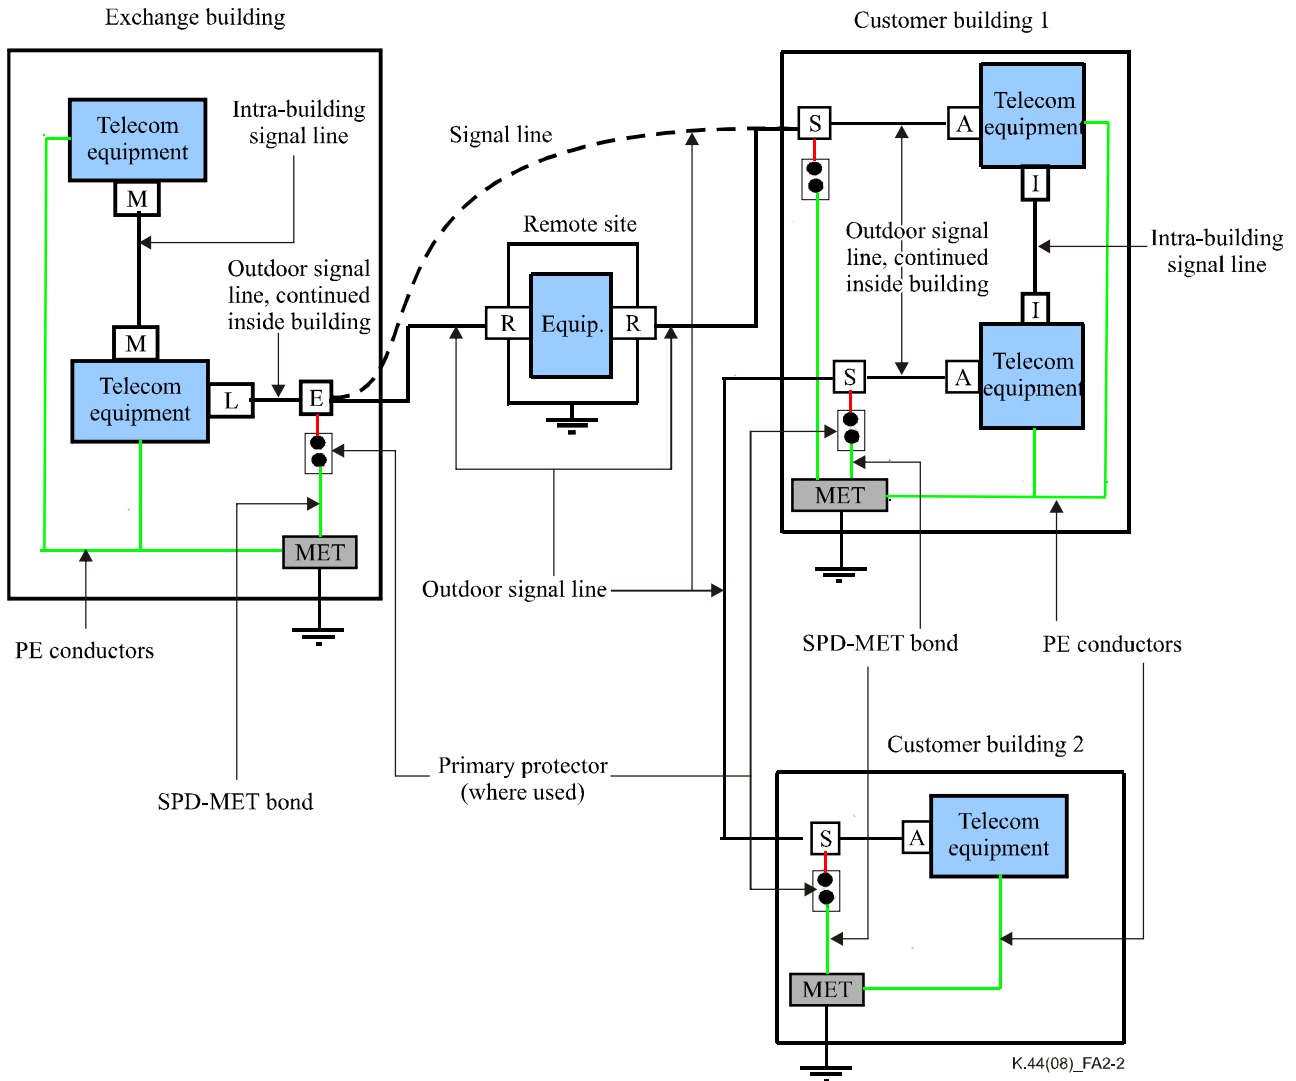 Exchange building
Customer building 1
Telecom
equipment
Intra-building
signal line
Signal line
S
A
Telecom
equipment
M
I
Remote site
Outdoor signal
line, continued
inside building
Outdoor signal
line, continued
inside building
Intra-building
signal line
R
Equip.
R
I
M
Telecom
equipment
L
E
S
A
Telecom
equipment
MET
MET
Outdoor signal line
PE conductors
SPD-MET bond
PE conductors
Customer building 2
Primary protector
(where used)
SPD-MET bond
S
A
Telecom
equipment
MET
K.44(08)_FA2-2